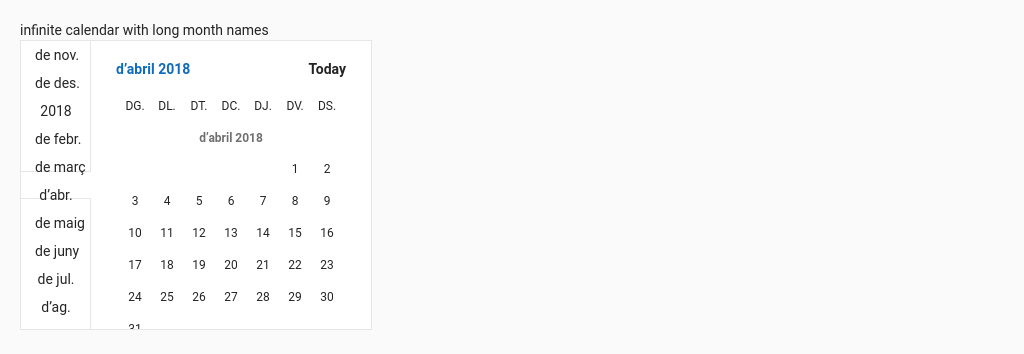 infinite calendar with long month names
de nov.
de des.
2018
de febr.
de març
d’abr.
de maig
de juny
de jul.
d’ag.
d’abril 2018 Today
DG. DL. DT. DC. DJ. DV. DS.
d’abril 2018
1 2
3 4 5 6 7 8 9
10 11 12 13 14 15 16
17 18 19 20 21 22 23
24 25 26 27 28 29 30
31